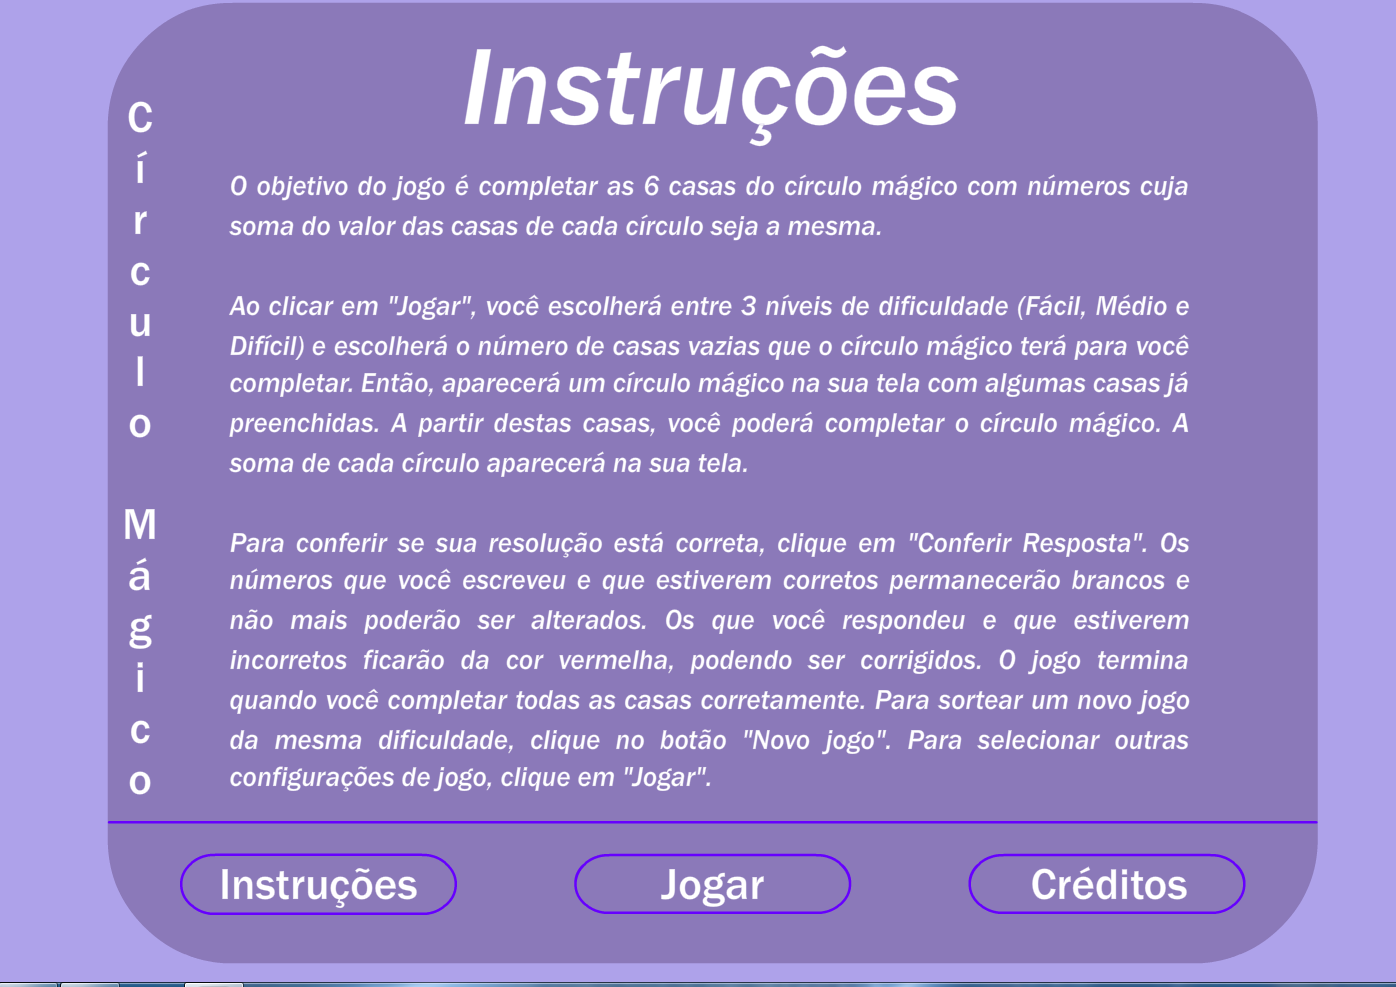 Instruções
Círculo Mágico
O objetivo do jogo é completar as 6 casas do círculo mágico com números cuja
soma do valor das casas de cada círculo seja a mesma.
Ao clicar em "Jogar", você escolherá entre 3 níveis de dificuldade (Fácil, Médio e
Difícil) e escolherá o número de casas vazias que o círculo mágico terá para você
completar. Então, aparecerá um círculo mágico na sua tela com algumas casas já
preenchidas. A partir destas casas, você poderá completar o círculo mágico. A
soma de cada círculo aparecerá na sua tela.
Para conferir se sua resolução está correta, clique em "Conferir Resposta". Os
números que você escreveu e que estiverem corretos permanecerão brancos e
não mais poderão ser alterados. Os que você respondeu e que estiverem
incorretos ficarão da cor vermelha, podendo ser corrigidos. O jogo termina
quando você completar todas as casas corretamente. Para sortear um novo jogo
da mesma dificuldade, clique no botão "Novo jogo". Para selecionar outras
configurações de jogo, clique em "Jogar".
Instruções
Jogar
Créditos